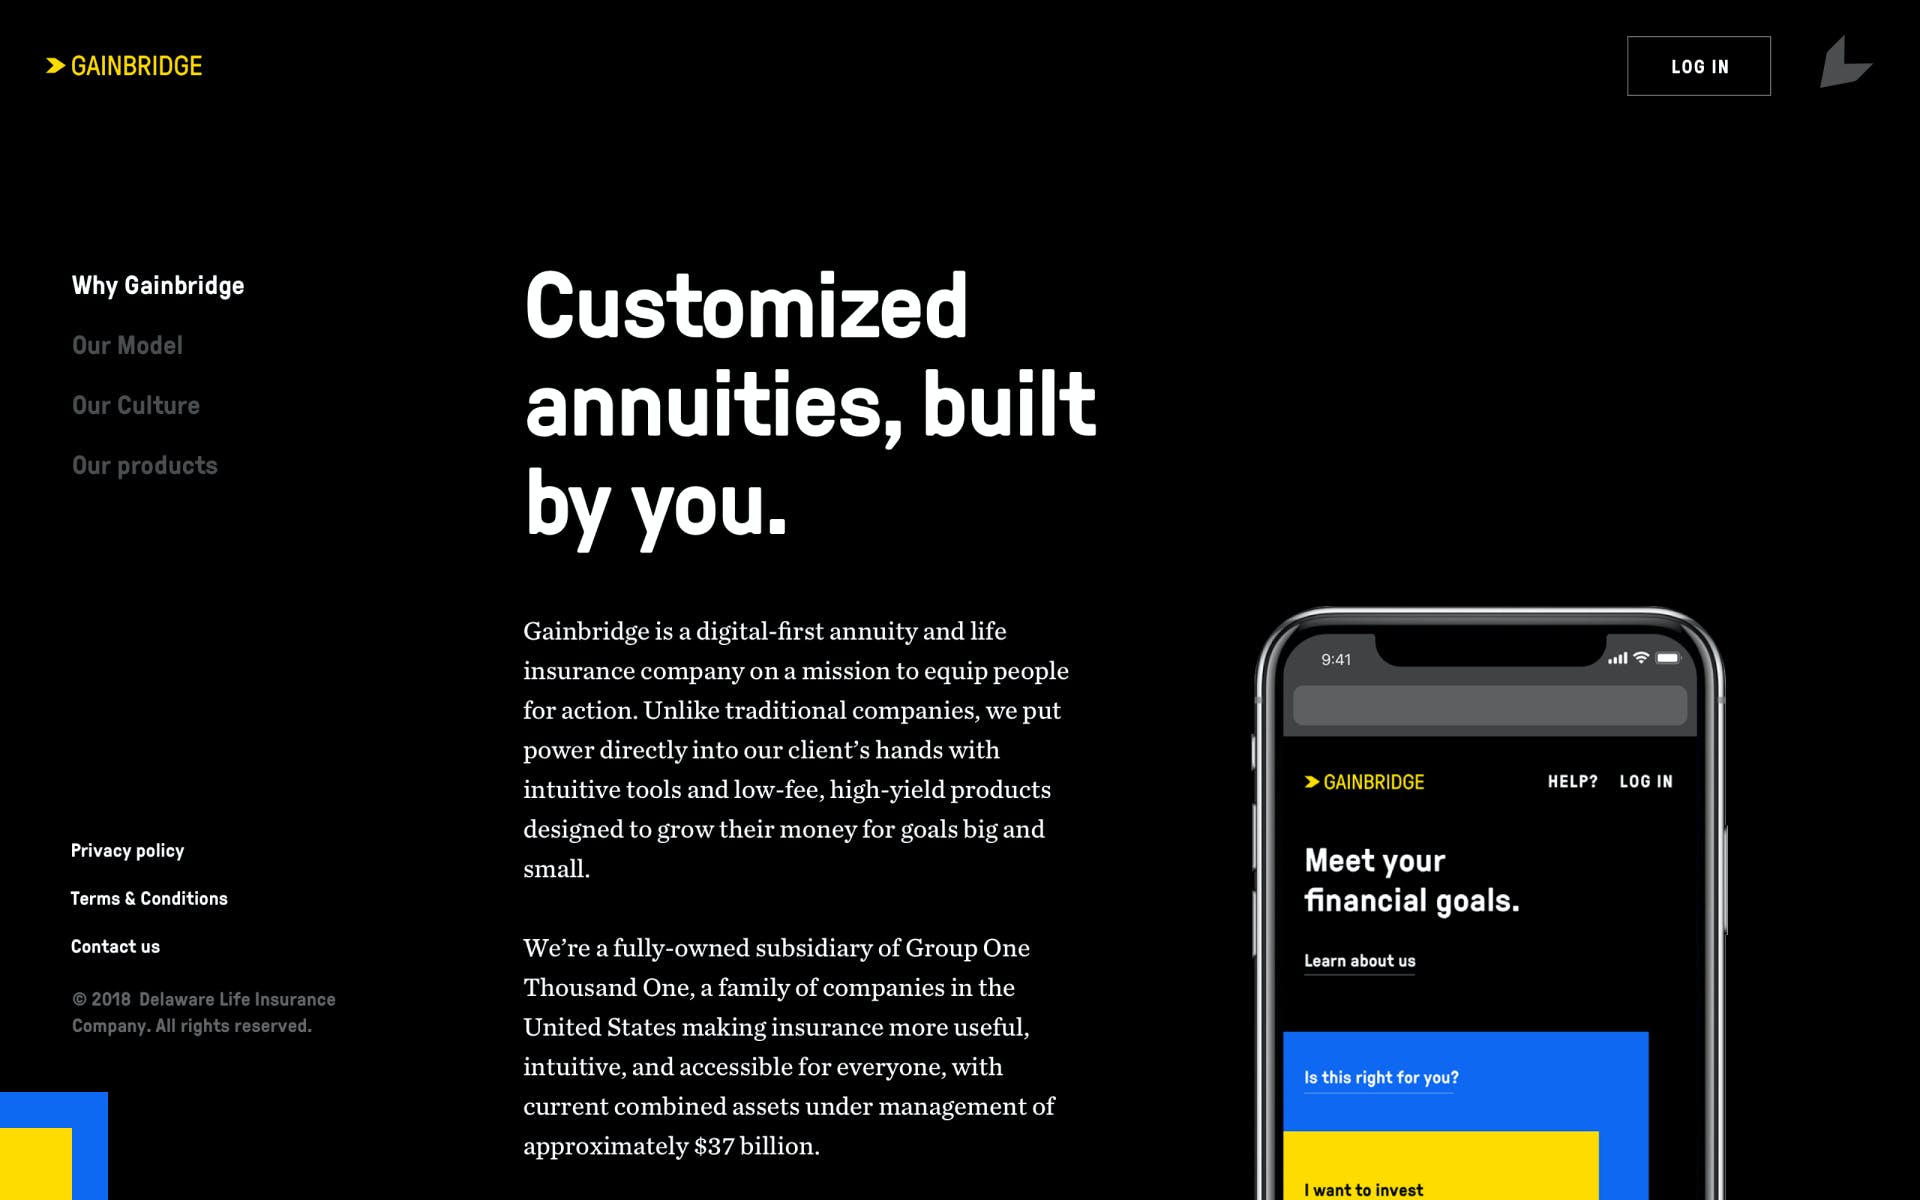 GAINBRIDGE
LOG IN
Why Gainbridge
Our Model
Our Culture
Our products
Customized
annuities, built
by you.
Gainbridge is a digital-first annuity and life
insurance company on a mission to equip people
for action. Unlike traditional companies, we put
power directly into our client’s hands with
intuitive tools and low-fee, high-yield products
designed to grow their money for goals big and
small.
We’re a fully-owned subsidiary of Group One
Thousand One, a family of companies in the
United States making insurance more useful,
intuitive, and accessible for everyone, with
current combined assets under management of
approximately $37 billion.
Privacy policy
Terms & Conditions
Contact us
© 2018 Delaware Life Insurance
Company. All rights reserved.
9:41
GAINBRIDGE
HELP? LOG IN
Meet your
financial goals.
Learn about us
Is this right for you?
I want to invest